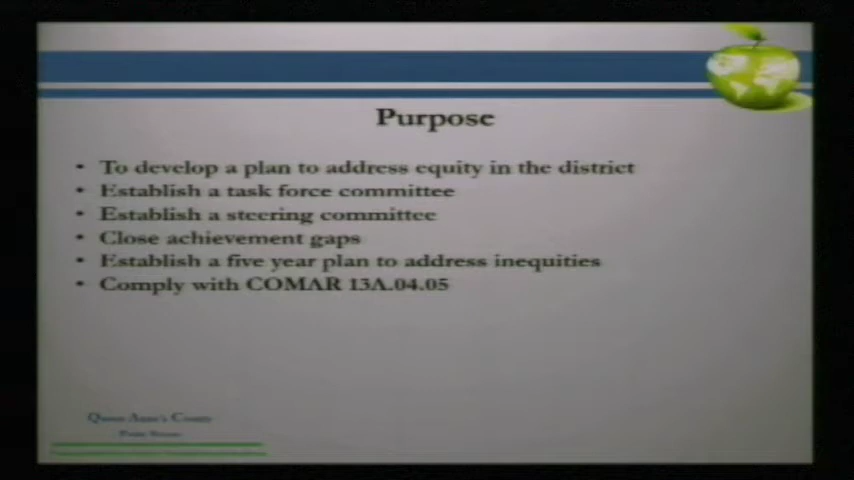 Purpose
• To develop a plan to address equity in the district
• Establish a task force committee
• Establish a steering committee
• Close achievement gaps
• Establish a five year plan to address inequities
• Comply with COMAR 13A.04.05
Queen Anne's County